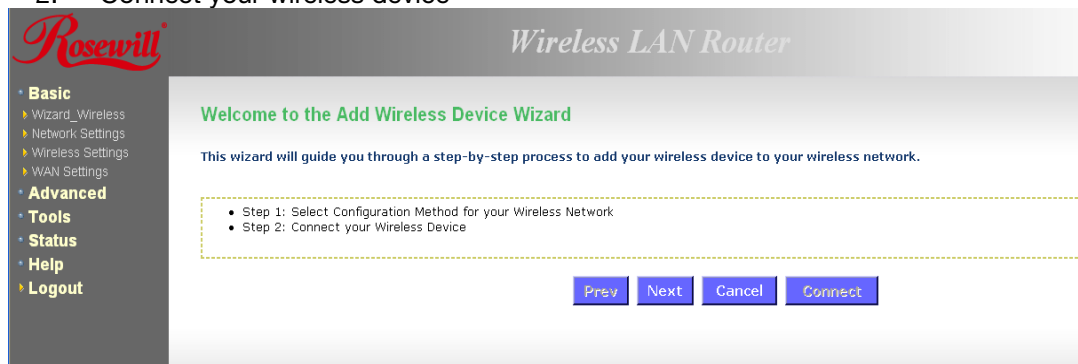 2. Connect your wireless device
Rosewill
Wireless LAN Router
Basic
Wizard_Wireless
Network Settings
Wireless Settings
WAN Settings
Advanced
Tools
Status
Help
Logout
Welcome to the Add Wireless Device Wizard
This wizard will guide you through a step-by-step process to add your wireless device to your wireless network.
Step 1: Select Configuration Method for your Wireless Network
Step 2: Connect your Wireless Device
Prev Next Cancel Connect